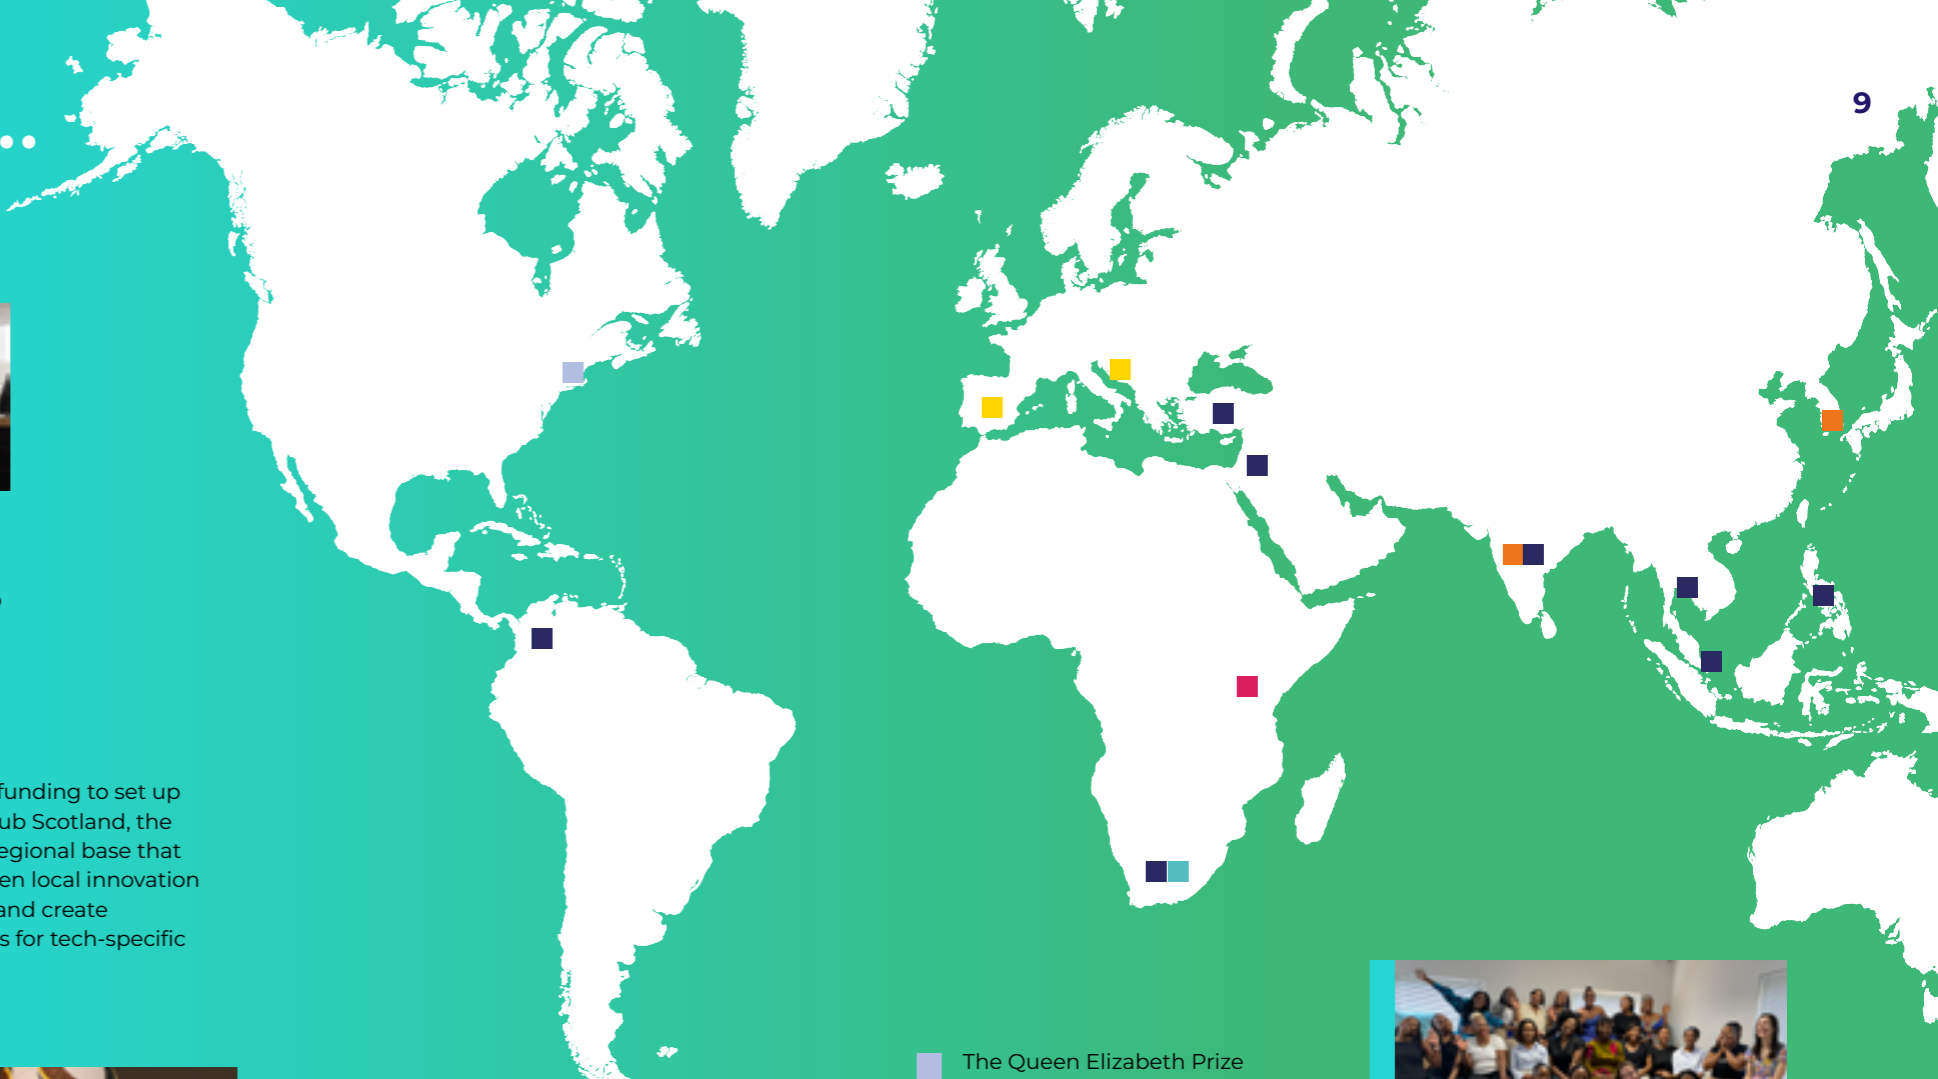 9
funding to set up
ub Scotland, the
egional base that
en local innovation
and create
s for tech-specific
The Queen Elizabeth Prize